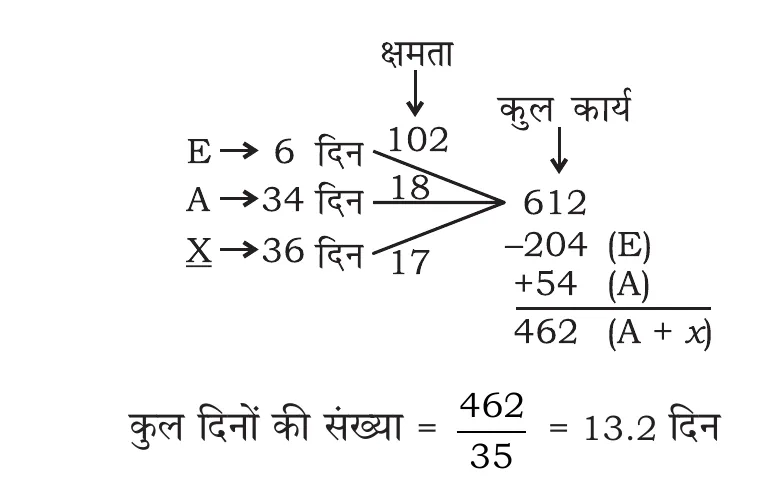 क्षमता
कुल कार्य
E → 6 दिन 102
A → 34 दिन 18 612
X → 36 दिन 17 –204 (E)
+54 (A)
462 (A + x)
कुल दिनों की संख्या = 462/35 = 13.2 दिन